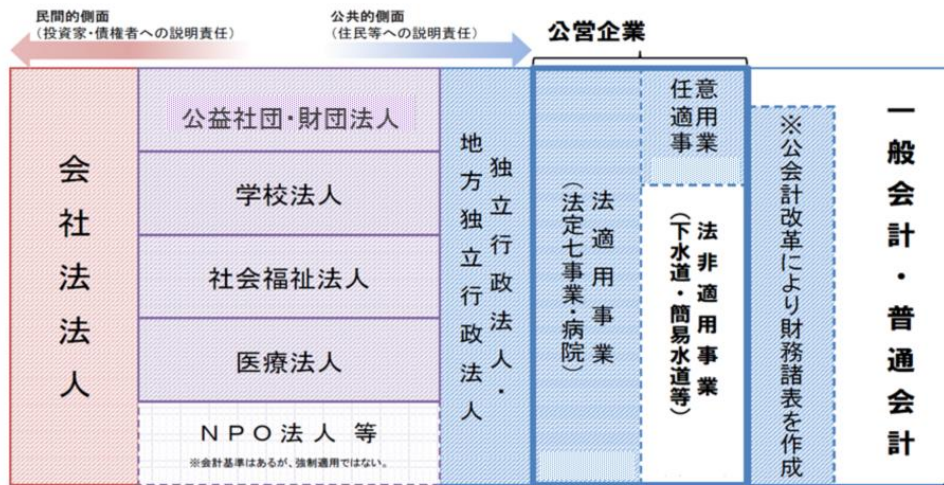 民間的側面
(投資家・債権者への説明責任)
公共的側面
(住民等への説明責任)
公営企業
会社法法人
公益社団・財団法人
学校法人
社会福祉法人
医療法人
NPO法人 等
※会計基準はあるが、強制適用ではない。
独立行政法人・
地方独立行政法人
法適用事業
(法定七事業・病院)
意用業
任適事
法非適用事業
(下水道・簡易水道等)
※公会計改革により財務諸表を作成
一般会計・普通会計